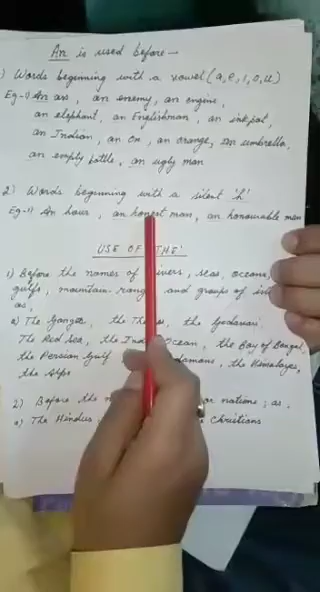 An is used before—
1) Words beginning with a vowel (a, e, i, o, u)
Eg-1) An ass, an enemy, an engine,
an elephant, an Englishman, an inkpot,
an Indian, an Ox, an orange, an umbrella,
an empty bottle, an ugly man
2) Words beginning with a silent 'h'
Eg-1) An hour, an honest man, an honourable man
USE OF 'THE'
1) Before the names of rivers, seas, oceans,
gulfs, mountain-ranges and groups of
as,
a) The Ganges, the the Godavari
The Red Sea, the Indian Ocean, the Bay of Bengal,
the Persian Gulf the Himalayas,
the Alps
2) Before the or nations; as,
a) The Hindus Christians